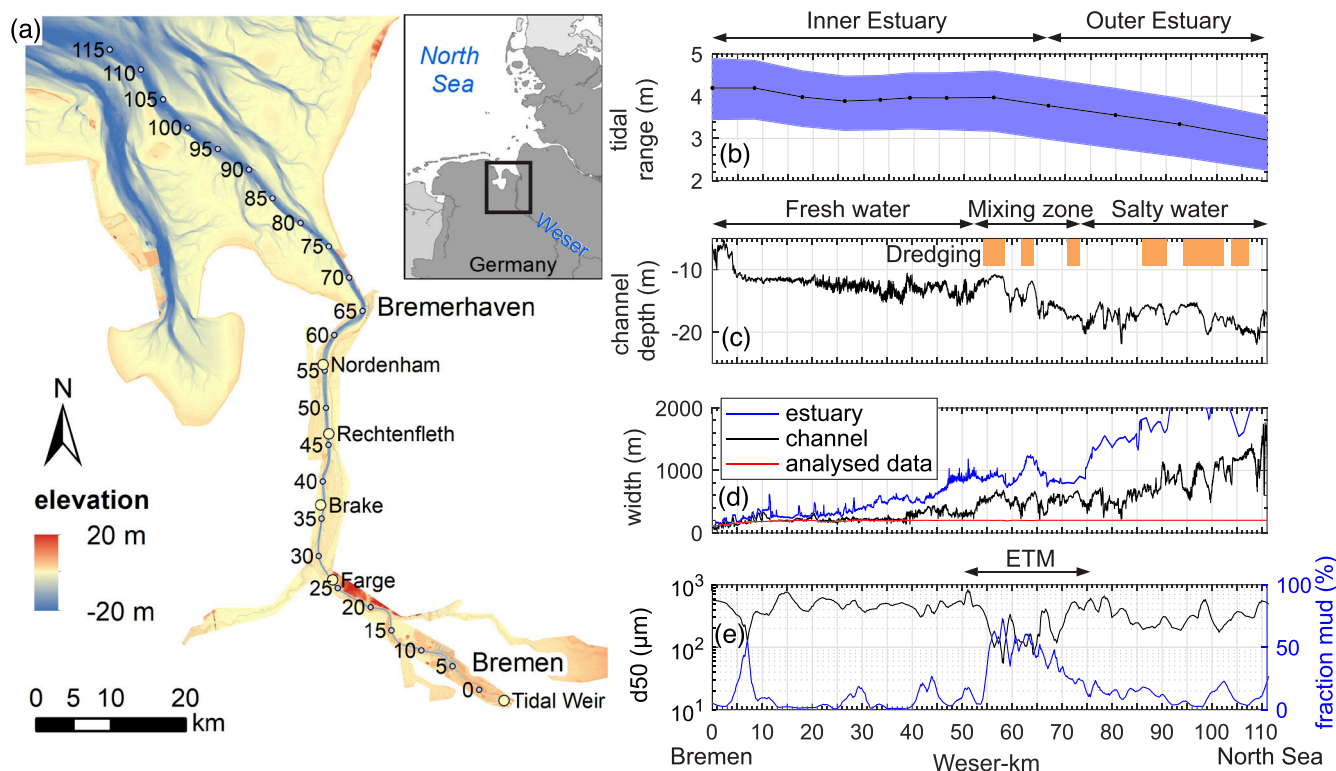 (a)
115
110
105
100
95
90
85
80
75
70
65
60
55
50
45
40
35
30
25
20
15
10
5
0
Bremerhaven
Nordenham
Rechtenfleth
Brake
Farge
Bremen
Tidal Weir
North
Sea
Weser
Germany
N
elevation
20 m
-20 m
0 10 20
km
Inner Estuary Outer Estuary
tidal
range (m)
5
4
3
2
(b)
Fresh water Mixing zone Salty water
Dredging
channel
depth (m)
-10
-20
(c)
width (m)
2000
1000
0
estuary
channel
analysed data
(d)
ETM
d50 (µm)
10³
10²
10¹
(e)
fraction mud (%)
100
50
0
0 10 20 30 40 50 60 70 80 90 100 110
Bremen Weser-km North Sea